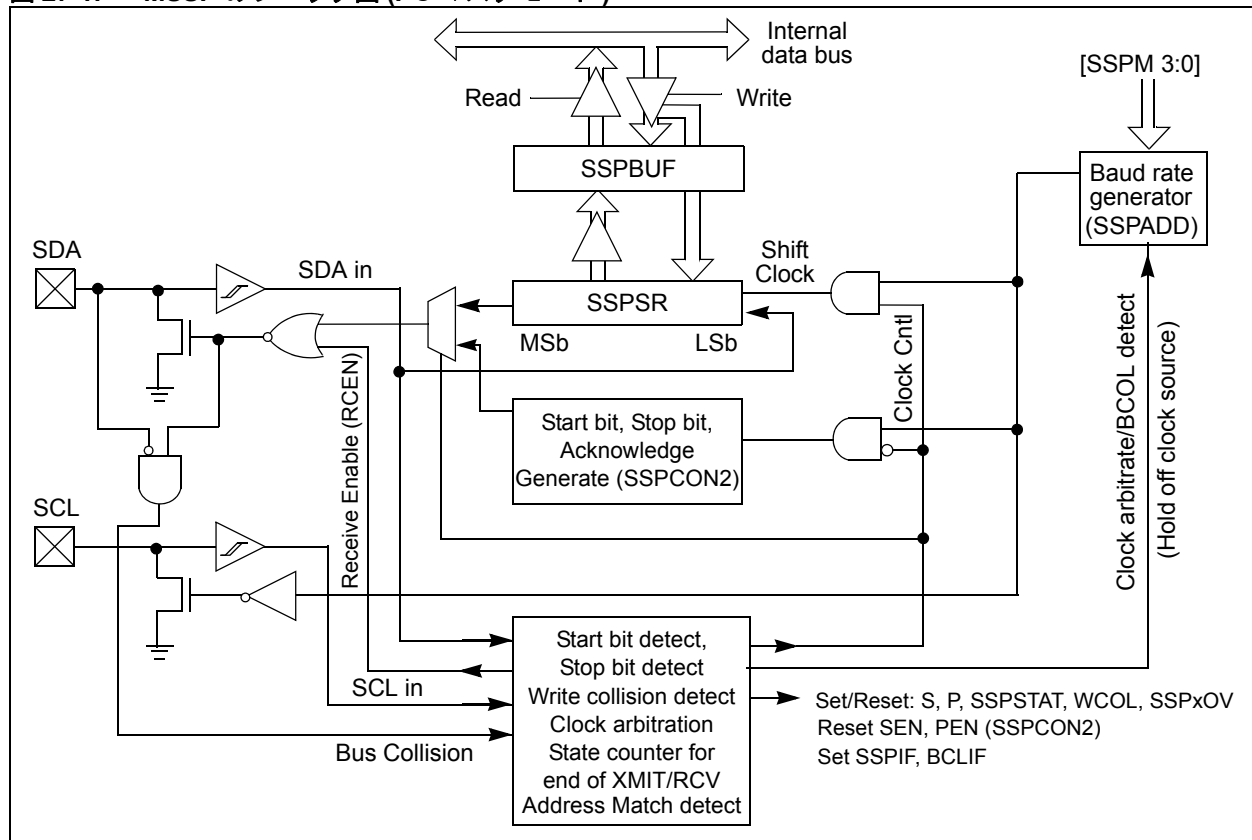 Internal
data bus
[SSPM 3:0]
Read
Write
SSPBUF
Baud rate
generator
(SSPADD)
SDA
SDA in
Shift
Clock
SSPSR
MSb
LSb
Clock Cntl
Clock arbitrate/BCOL detect
(Hold off clock source)
Receive Enable (RCEN)
Start bit, Stop bit,
Acknowledge
Generate (SSPCON2)
SCL
SCL in
Bus Collision
Start bit detect,
Stop bit detect
Write collision detect
Clock arbitration
State counter for
end of XMIT/RCV
Address Match detect
Set/Reset: S, P, SSPSTAT, WCOL, SSPxOV
Reset SEN, PEN (SSPCON2)
Set SSPIF, BCLIF